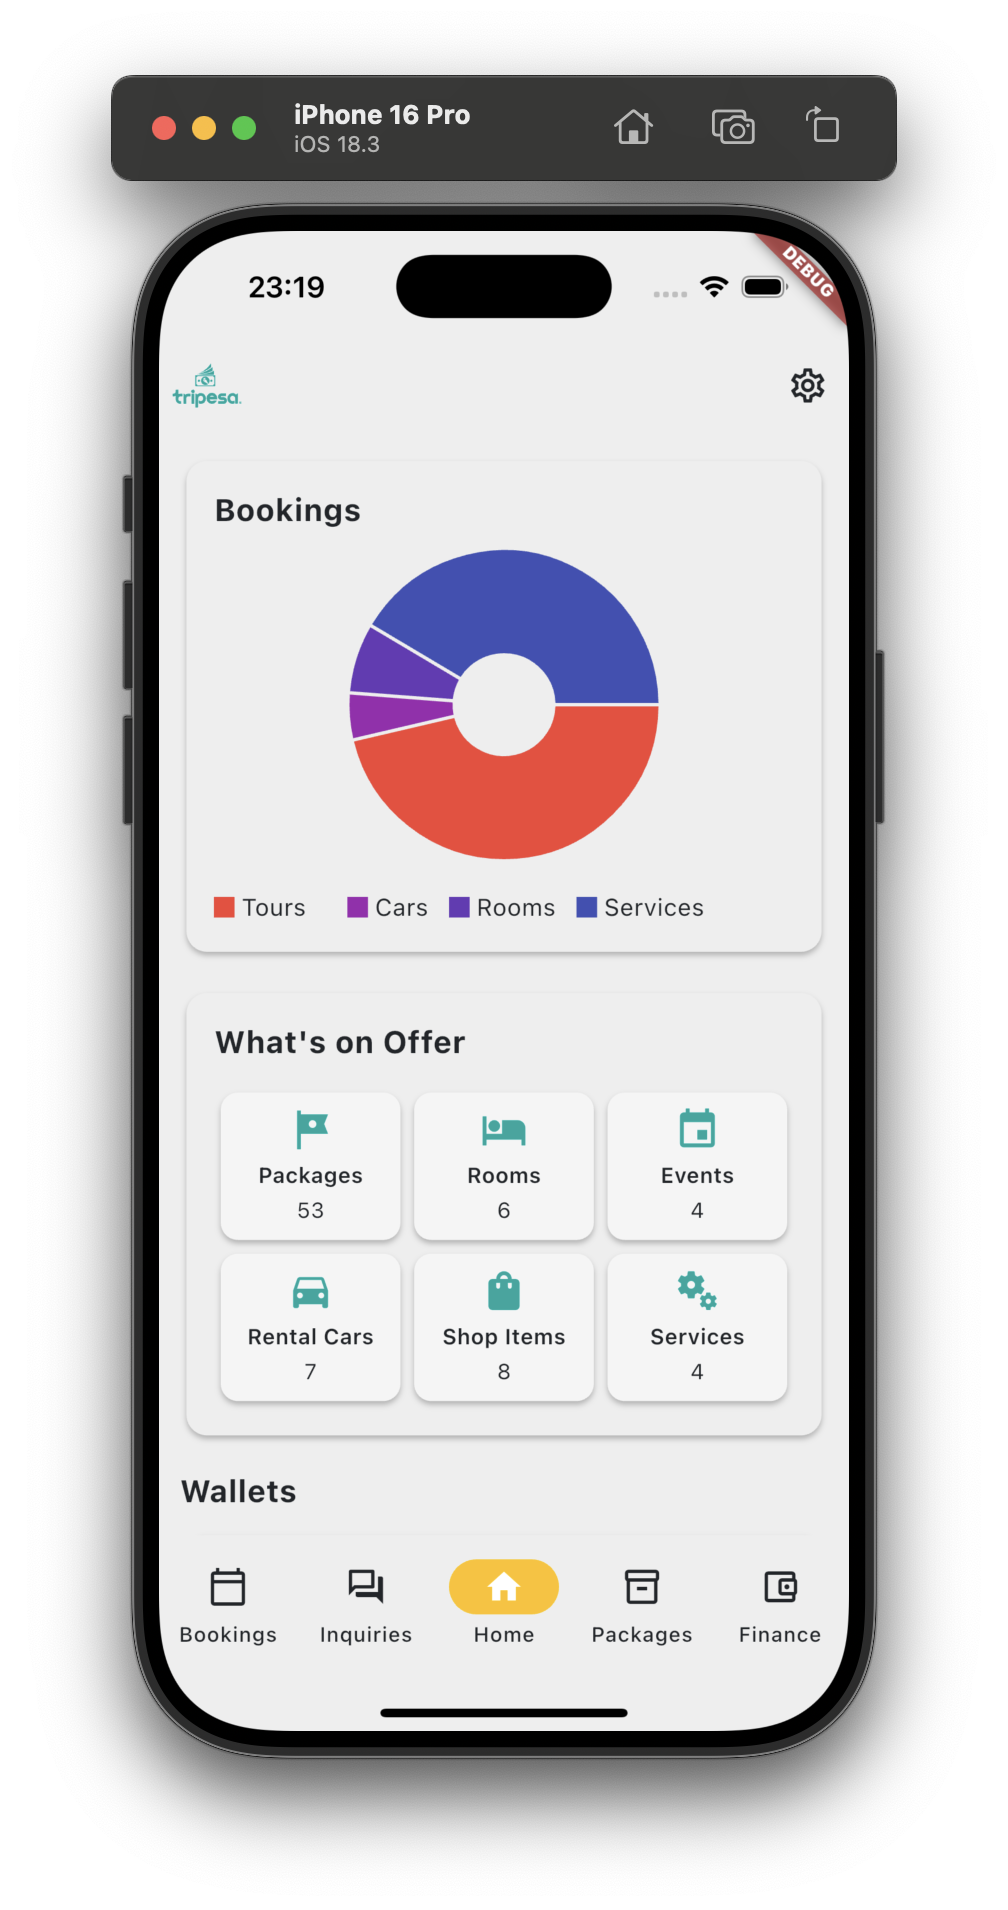 iPhone 16 Pro
iOS 18.3
23:19
DEBUG
tripesa.
Bookings
Tours Cars Rooms Services
What's on Offer
Packages Rooms Events
53 6 4
Rental Cars Shop Items Services
7 8 4
Wallets
Bookings Inquiries Home Packages Finance